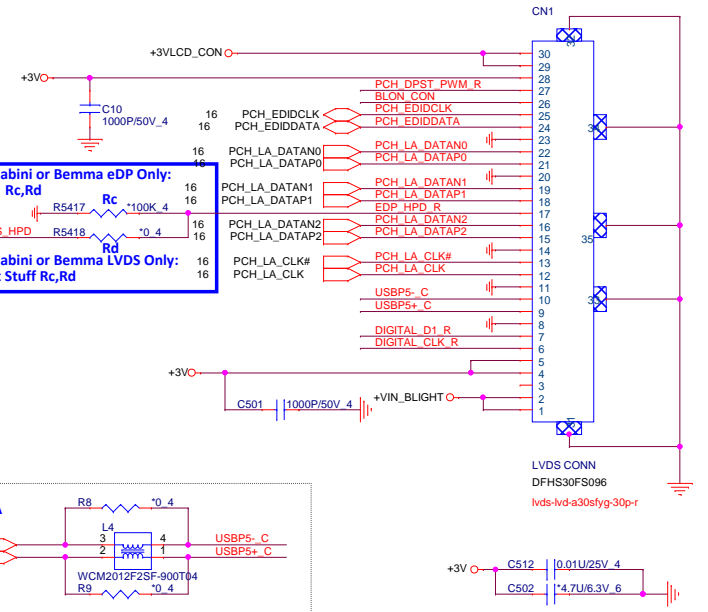 CN1
+3VLCD_CON
30
29
+3V
28
PCH_DPST_PWM_R
27
BLON_CON
26
C10
1000P/50V_4
16
PCH_EDIDCLK
PCH_EDIDCLK
25
16
PCH_EDIDDATA
PCH_EDIDDATA
24
23
34
16
PCH_LA_DATAN0
PCH_LA_DATAN0
22
16
PCH_LA_DATAP0
PCH_LA_DATAP0
21
abini or Bemma eDP Only:
20
Rc,Rd
16
PCH_LA_DATAN1
PCH_LA_DATAN1
19
16
PCH_LA_DATAP1
PCH_LA_DATAP1
18
R5417
Rc
*100K_4
EDP_HPD_R
17
16
PCH_LA_DATAN2
PCH_LA_DATAN2
16
S_HPD
R5418
*0_4
16
PCH_LA_DATAP2
PCH_LA_DATAP2
15
35
Rd
14
abini or Bemma LVDS Only:
16
PCH_LA_CLK#
PCH_LA_CLK#
13
t Stuff Rc,Rd
16
PCH_LA_CLK
PCH_LA_CLK
12
11
USBP5-_C
10
33
USBP5+_C
9
8
DIGITAL_D1_R
7
DIGITAL_CLK_R
6
5
+3V
4
3
C501
1000P/50V_4
+VIN_BLIGHT
2
1
31
LVDS CONN
DFHS30FS096
lvds-lvd-a30sfyg-30p-r
R8
*0_4
L4
3
4
USBP5-_C
2
1
USBP5+_C
WCM2012F2SF-900T04
R9
*0_4
+3V
C512
0.01U/25V_4
C502
*4.7U/6.3V_6